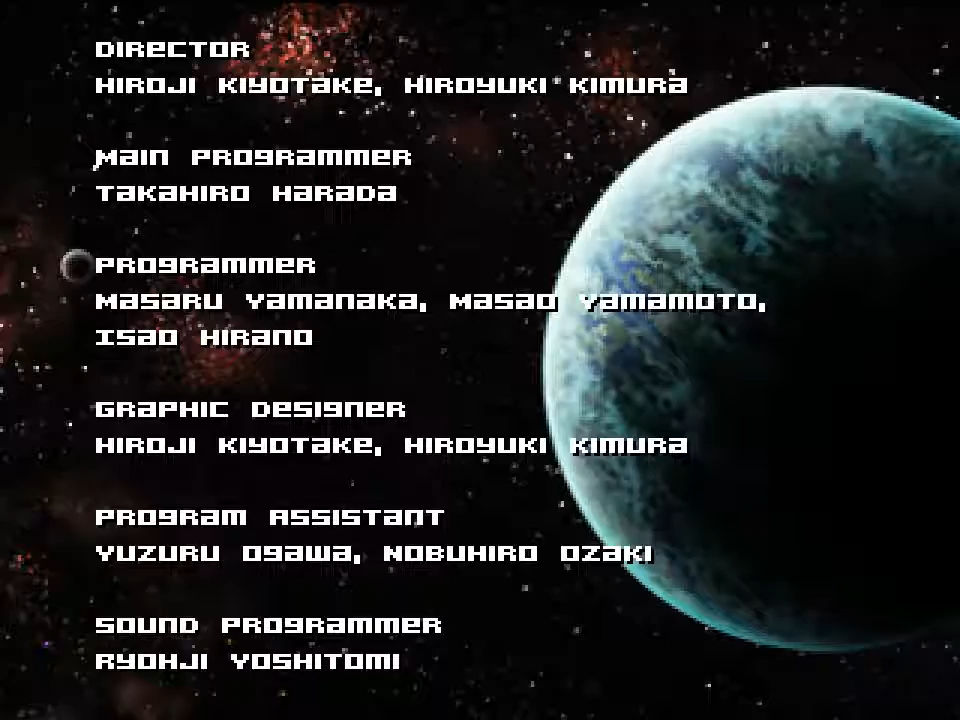 DIRECTOR
HIROJI KIYOTAKE, HIROYUKI KIMURA
MAIN PROGRAMMER
TAKAHIRO HARADA
PROGRAMMER
MASARU YAMANAKA, MASAO YAMAMOTO,
ISAO HIRANO
GRAPHIC DESIGNER
HIROJI KIYOTAKE, HIROYUKI KIMURA
PROGRAM ASSISTANT
YUZURU OGAWA, NOBUHIRO OZAKI
SOUND PROGRAMMER
RYOHJI YOSHITOMI